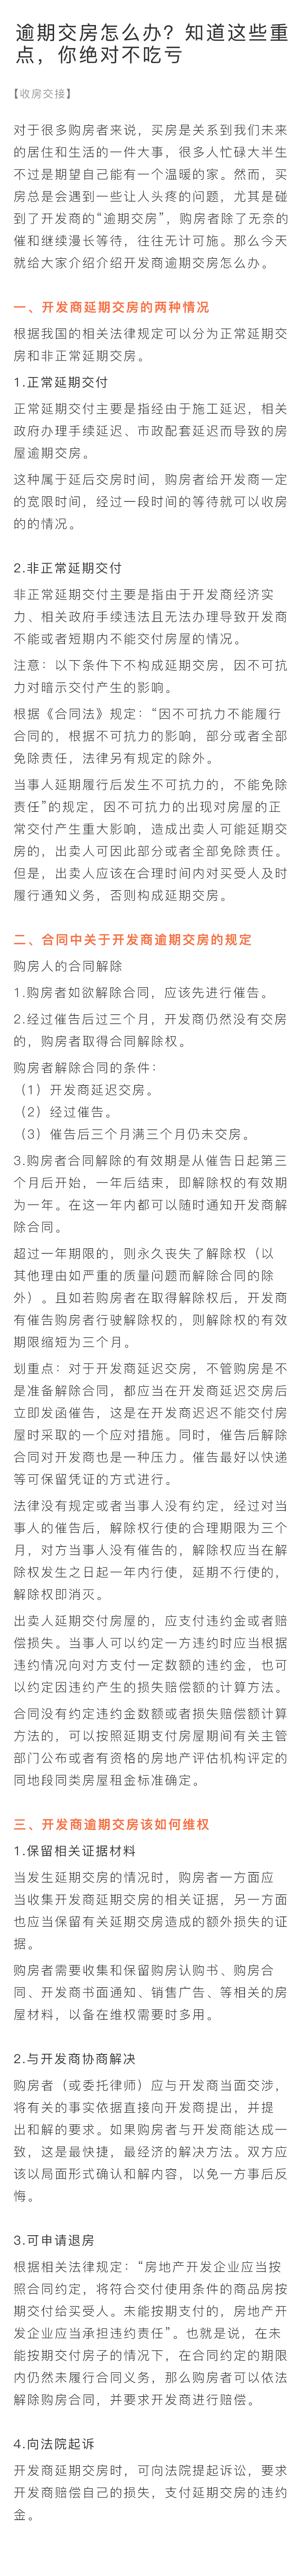 逾期交房怎么办？知道这些重
点，你绝对不吃亏
【收房交接】
对于很多购房者来说，买房是关系到我们未来
的居住和生活的一件大事，很多人忙碌大半生
不过是期望自己能有一个温暖的家。然而，买
房总是会遇到一些让人头疼的问题，尤其是碰
到了开发商的“逾期交房”，购房者除了无奈的
催和继续漫长等待，往往无计可施。那么今天
就给大家介绍介绍开发商逾期交房怎么办。
一、开发商延期交房的两种情况
根据我国的相关法律规定可以分为正常延期交
房和非正常延期交房。
1.正常延期交付
正常延期交付主要是指经由于施工延迟，相关
政府办理手续延迟、市政配套延迟而导致的房
屋逾期交房。
这种属于延后交房时间，购房者给开发商一定
的宽限时间，经过一段时间的等待就可以收房
的的情况。
2.非正常延期交付
非正常延期交付主要是指由于开发商经济实
力、相关政府手续违法且无法办理导致开发商
不能或者短期内不能交付房屋的情况。
注意：以下条件下不构成延期交房，因不可抗
力对暗示交付产生的影响。
根据《合同法》规定：“因不可抗力不能履行
合同的，根据不可抗力的影响，部分或者全部
免除责任，法律另有规定的除外。
当事人延期履行后发生不可抗力的，不能免除
责任”的规定，因不可抗力的出现对房屋的正
常交付产生重大影响，造成出卖人可能延期交
房的，出卖人可因此部分或者全部免除责任。
但是，出卖人应该在合理时间内对买受人及时
履行通知义务，否则构成延期交房。
二、合同中关于开发商逾期交房的规定
购房人的合同解除
1.购房者如欲解除合同，应该先进行催告。
2.经过催告后过三个月，开发商仍然没有交房
的，购房者取得合同解除权。
购房者解除合同的条件：
（1）开发商延迟交房。
（2）经过催告。
（3）催告后三个月满三个月仍未交房。
3.购房者合同解除的有效期是从催告日起第三
个月后开始，一年后结束，即解除权的有效期
为一年。在这一年内都可以随时通知开发商解
除合同。
超过一年期限的，则永久丧失了解除权（以
其他理由如严重的质量问题而解除合同的除
外）。且如若购房者在取得解除权后，开发商
有催告购房者行驶解除权的，则解除权的有效
期限缩短为三个月。
划重点：对于开发商延迟交房，不管购房是不
是准备解除合同，都应当在开发商延迟交房后
立即发函催告，这是在开发商迟迟不能交付房
屋时采取的一个应对措施。同时，催告后解除
合同对开发商也是一种压力。催告最好以快递
等可保留凭证的方式进行。
法律没有规定或者当事人没有约定，经过对当
事人的催告后，解除权行使的合理期限为三个
月，对方当事人没有催告的，解除权应当在解
除权发生之日起一年内行使，延期不行使的，
解除权即消灭。
出卖人延期交付房屋的，应支付违约金或者赔
偿损失。当事人可以约定一方违约时应当根据
违约情况向对方支付一定数额的违约金，也可
以约定因违约产生的损失赔偿额的计算方法。
合同没有约定违约金数额或者损失赔偿额计算
方法的，可以按照延期支付房屋期间有关主管
部门公布或者有资格的房地产评估机构评定的
同地段同类房屋租金标准确定。
三、开发商逾期交房该如何维权
1.保留相关证据材料
当发生延期交房的情况时，购房者一方面应
当收集开发商延期交房的相关证据，另一方面
也应当保留有关延期交房造成的额外损失的证
据。
购房者需要收集和保留购房认购书、购房合
同、开发商书面通知、销售广告、等相关的房
屋材料，以备在维权需要时多用。
2.与开发商协商解决
购房者（或委托律师）应与开发商当面交涉，
将有关的事实依据直接向开发商提出，并提
出和解的要求。如果购房者与开发商能达成一
致，这是最快捷，最经济的解决方法。双方应
该以局面形式确认和解内容，以免一方事后反
悔。
3.可申请退房
根据相关法律规定：“房地产开发企业应当按
照合同约定，将符合交付使用条件的商品房按
期交付给买受人。未能按期支付的，房地产开
发企业应当承担违约责任”。也就是说，在未
能按期交付房子的情况下，在合同约定的期限
内仍然未履行合同义务，那么购房者可以依法
解除购房合同，并要求开发商进行赔偿。
4.向法院起诉
开发商延期交房时，可向法院提起诉讼，要求
开发商赔偿自己的损失，支付延期交房的违约
金。